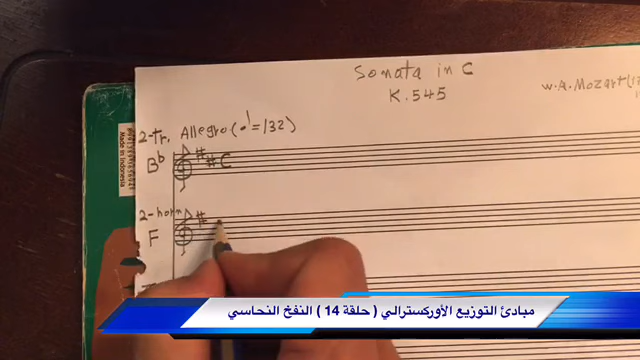 Sonata in C
K.545
W.A. Mozart
2-Tr. Allegro (♩=132)
Bb
C
2-horn
F
Made in Indonesia
مبادئ التوزيع الأوركسترالي ( حلقة 14 ) النفخ النحاسي